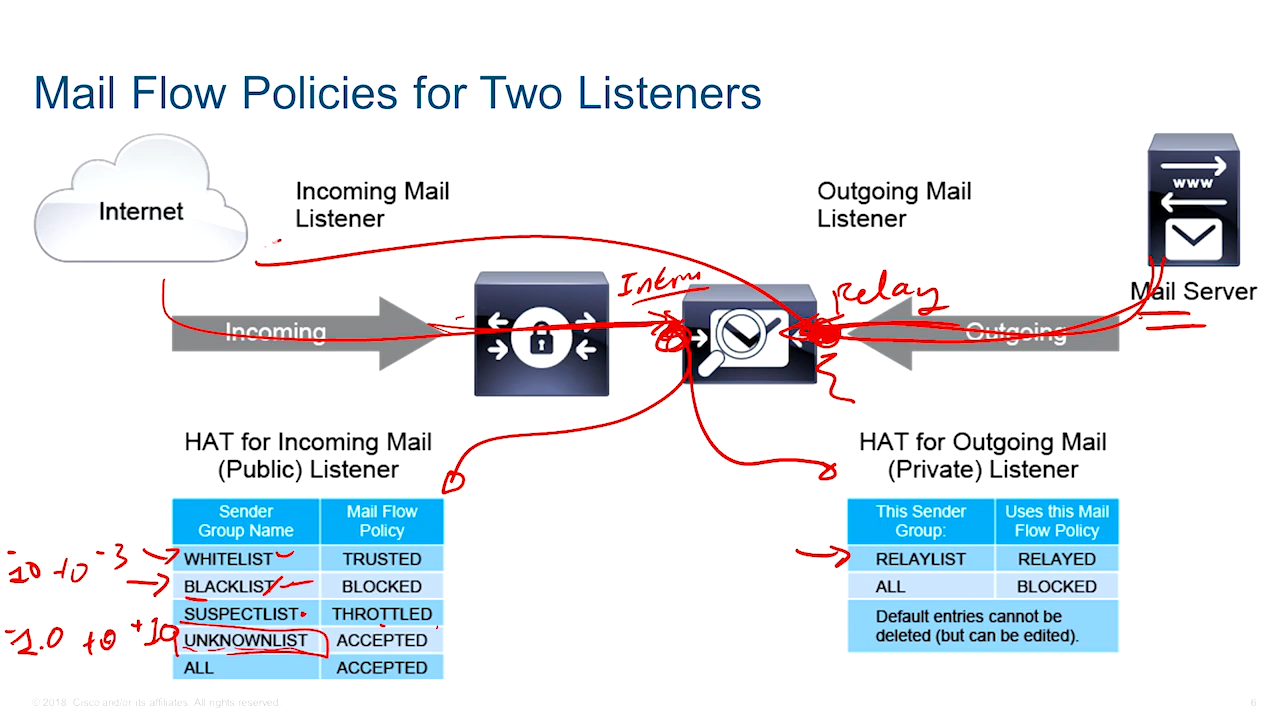 Mail Flow Policies for Two Listeners
Internet
Incoming Mail
Listener
Outgoing Mail
Listener
www
Mail Server
Relay
Incoming
Outgoing
HAT for Incoming Mail
(Public) Listener
HAT for Outgoing Mail
(Private) Listener
Sender
Group Name
Mail Flow
Policy
WHITELIST
TRUSTED
BLACKLIST
BLOCKED
SUSPECTLIST
THROTTLED
UNKNOWNLIST
ACCEPTED
ALL
ACCEPTED
-10 to -3
-1.0 to +10
This Sender
Group:
Uses this Mail
Flow Policy
RELAYLIST
RELAYED
ALL
BLOCKED
Default entries cannot be
deleted (but can be edited).
© 2018 Cisco and/or its affiliates. All rights reserved.
6